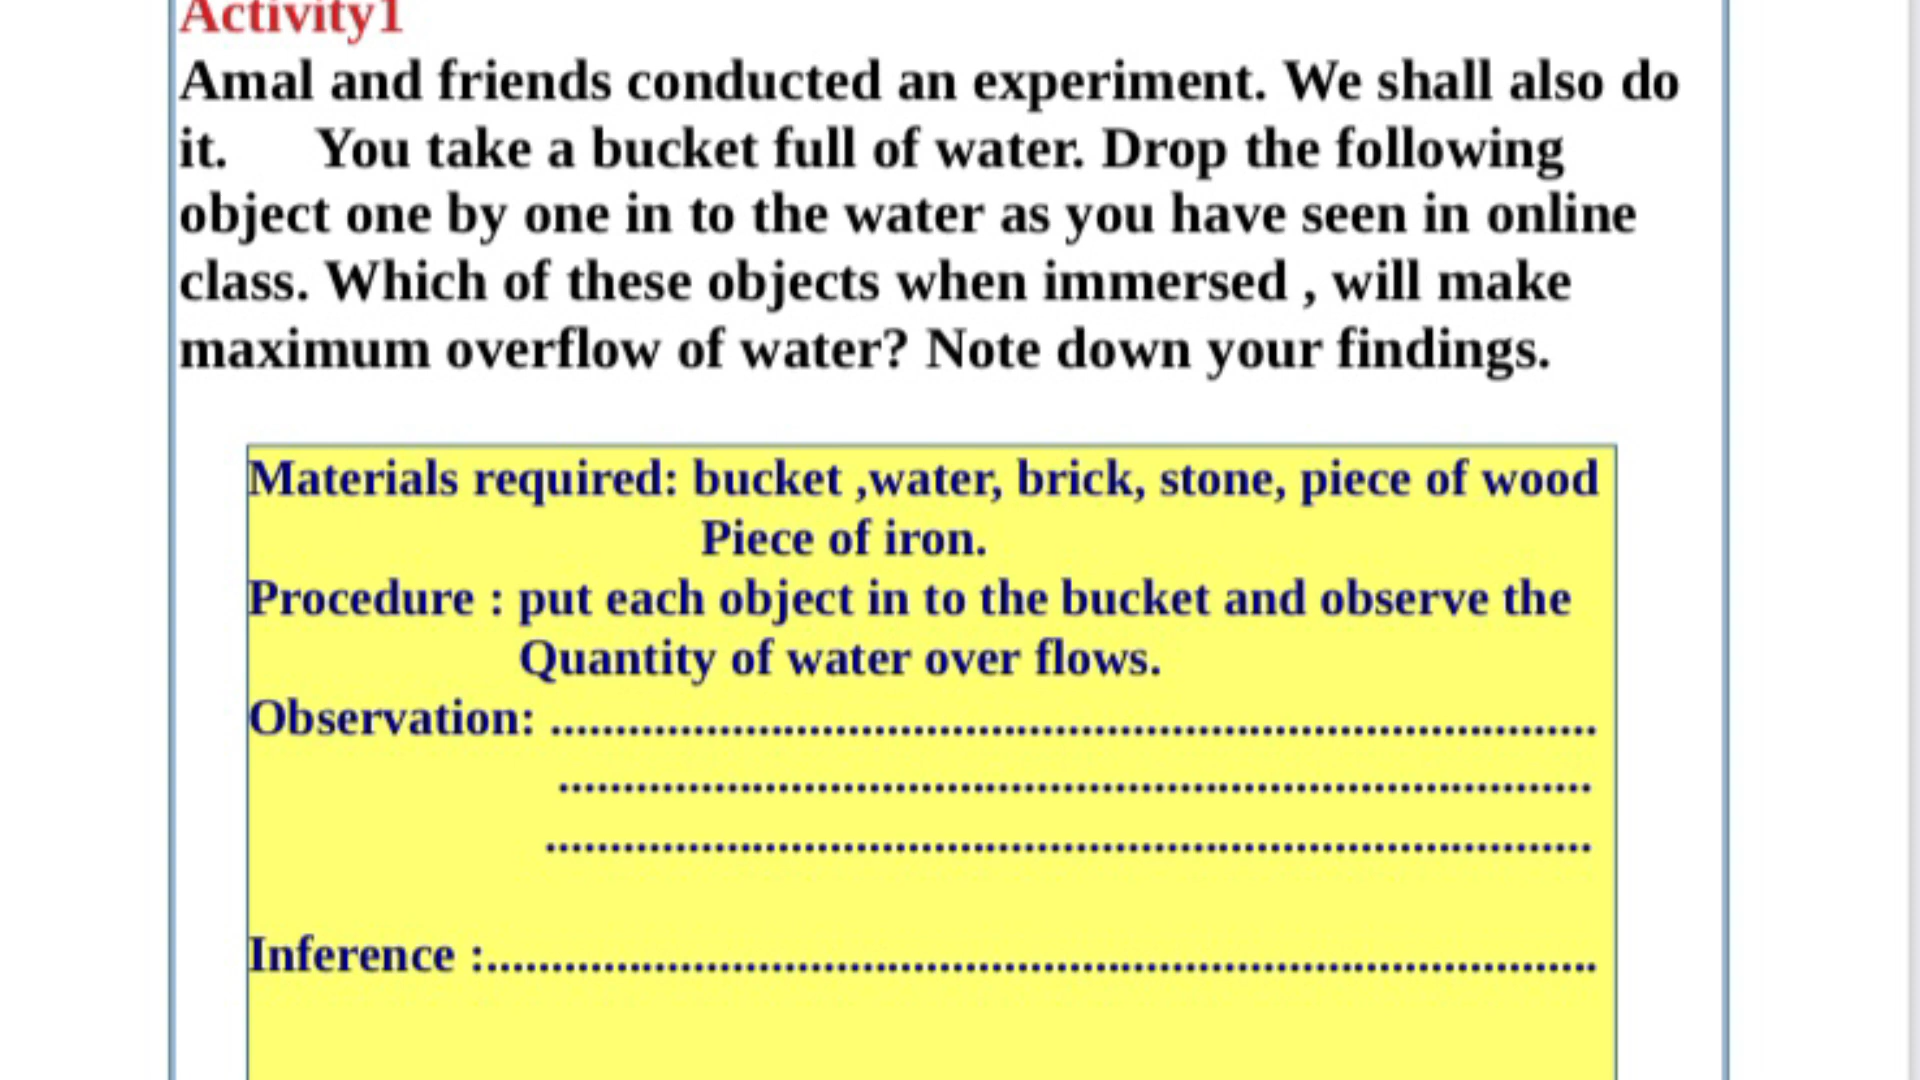 Activity1
Amal and friends conducted an experiment. We shall also do
it. You take a bucket full of water. Drop the following
object one by one in to the water as you have seen in online
class. Which of these objects when immersed , will make
maximum overflow of water? Note down your findings.
Materials required: bucket ,water, brick, stone, piece of wood
Piece of iron.
Procedure : put each object in to the bucket and observe the
Quantity of water over flows.
Observation: ................................................................................
................................................................................
................................................................................
Inference :.....................................................................................